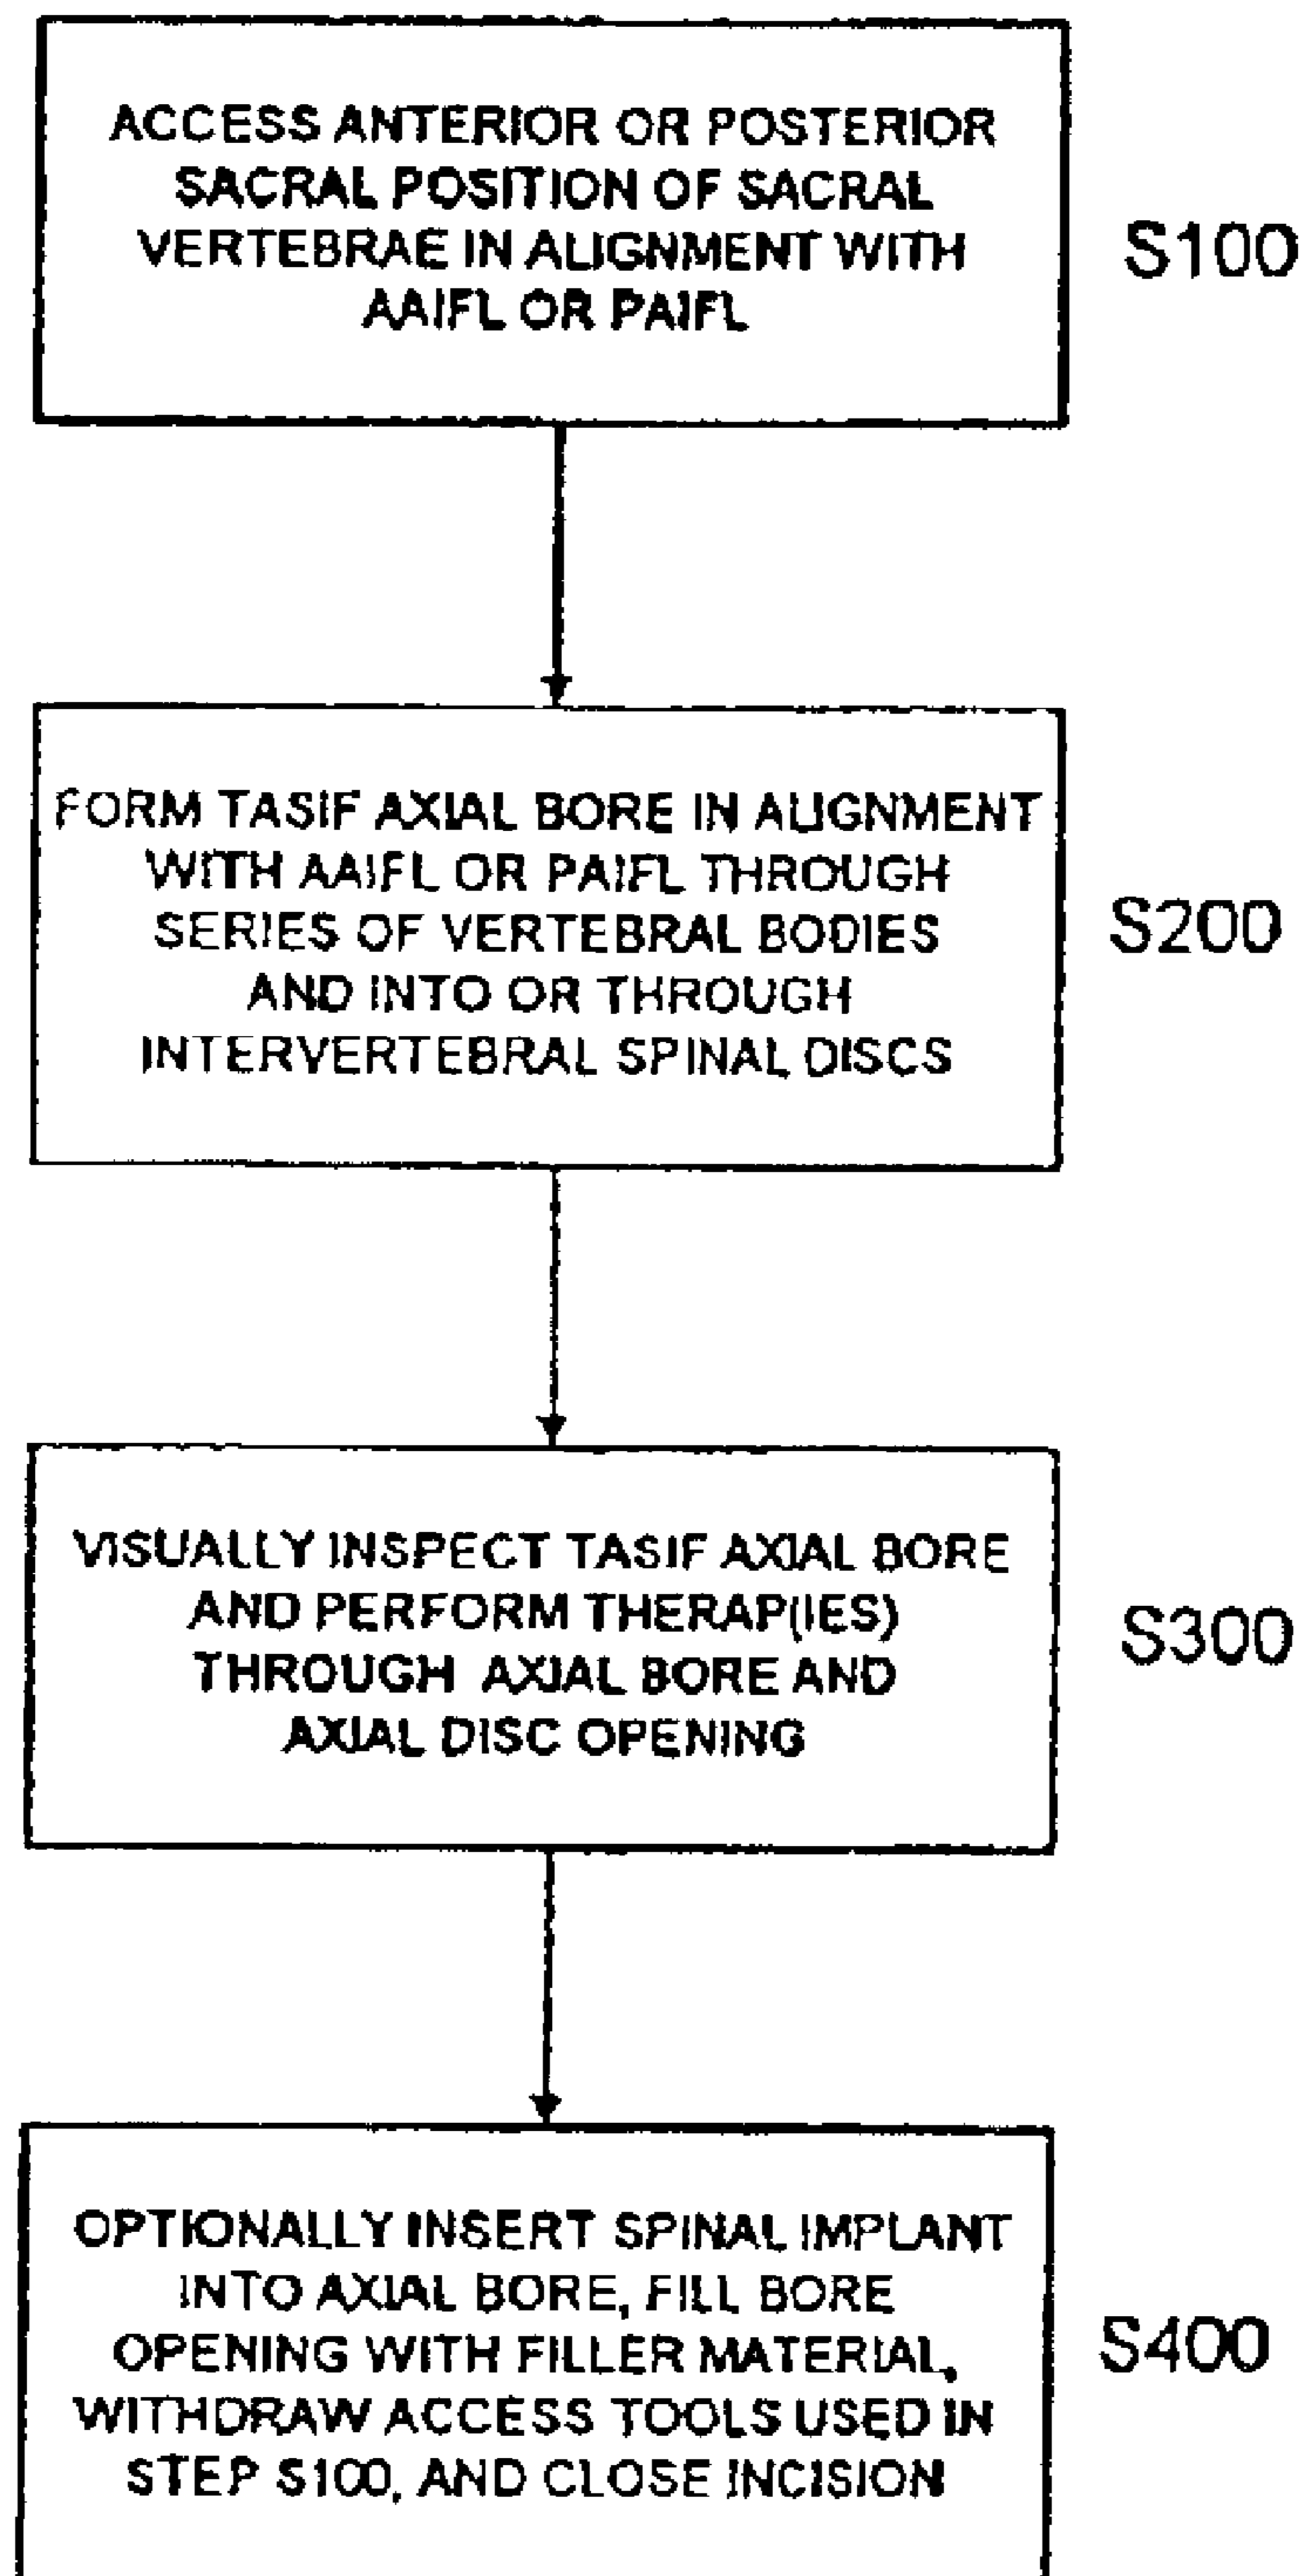 ACCESS ANTERIOR OR POSTERIOR
SACRAL POSITION OF SACRAL
VERTEBRAE IN ALIGNMENT WITH
AAIFL OR PAIFL
S100
FORM TASIF AXIAL BORE IN ALIGNMENT
WITH AAIFL OR PAIFL THROUGH
SERIES OF VERTEBRAL BODIES
AND INTO OR THROUGH
INTERVERTEBRAL SPINAL DISCS
S200
VISUALLY INSPECT TASIF AXIAL BORE
AND PERFORM THERAP(IES)
THROUGH AXIAL BORE AND
AXIAL DISC OPENING
S300
OPTIONALLY INSERT SPINAL IMPLANT
INTO AXIAL BORE, FILL BORE
OPENING WITH FILLER MATERIAL,
WITHDRAW ACCESS TOOLS USED IN
STEP S100, AND CLOSE INCISION
S400